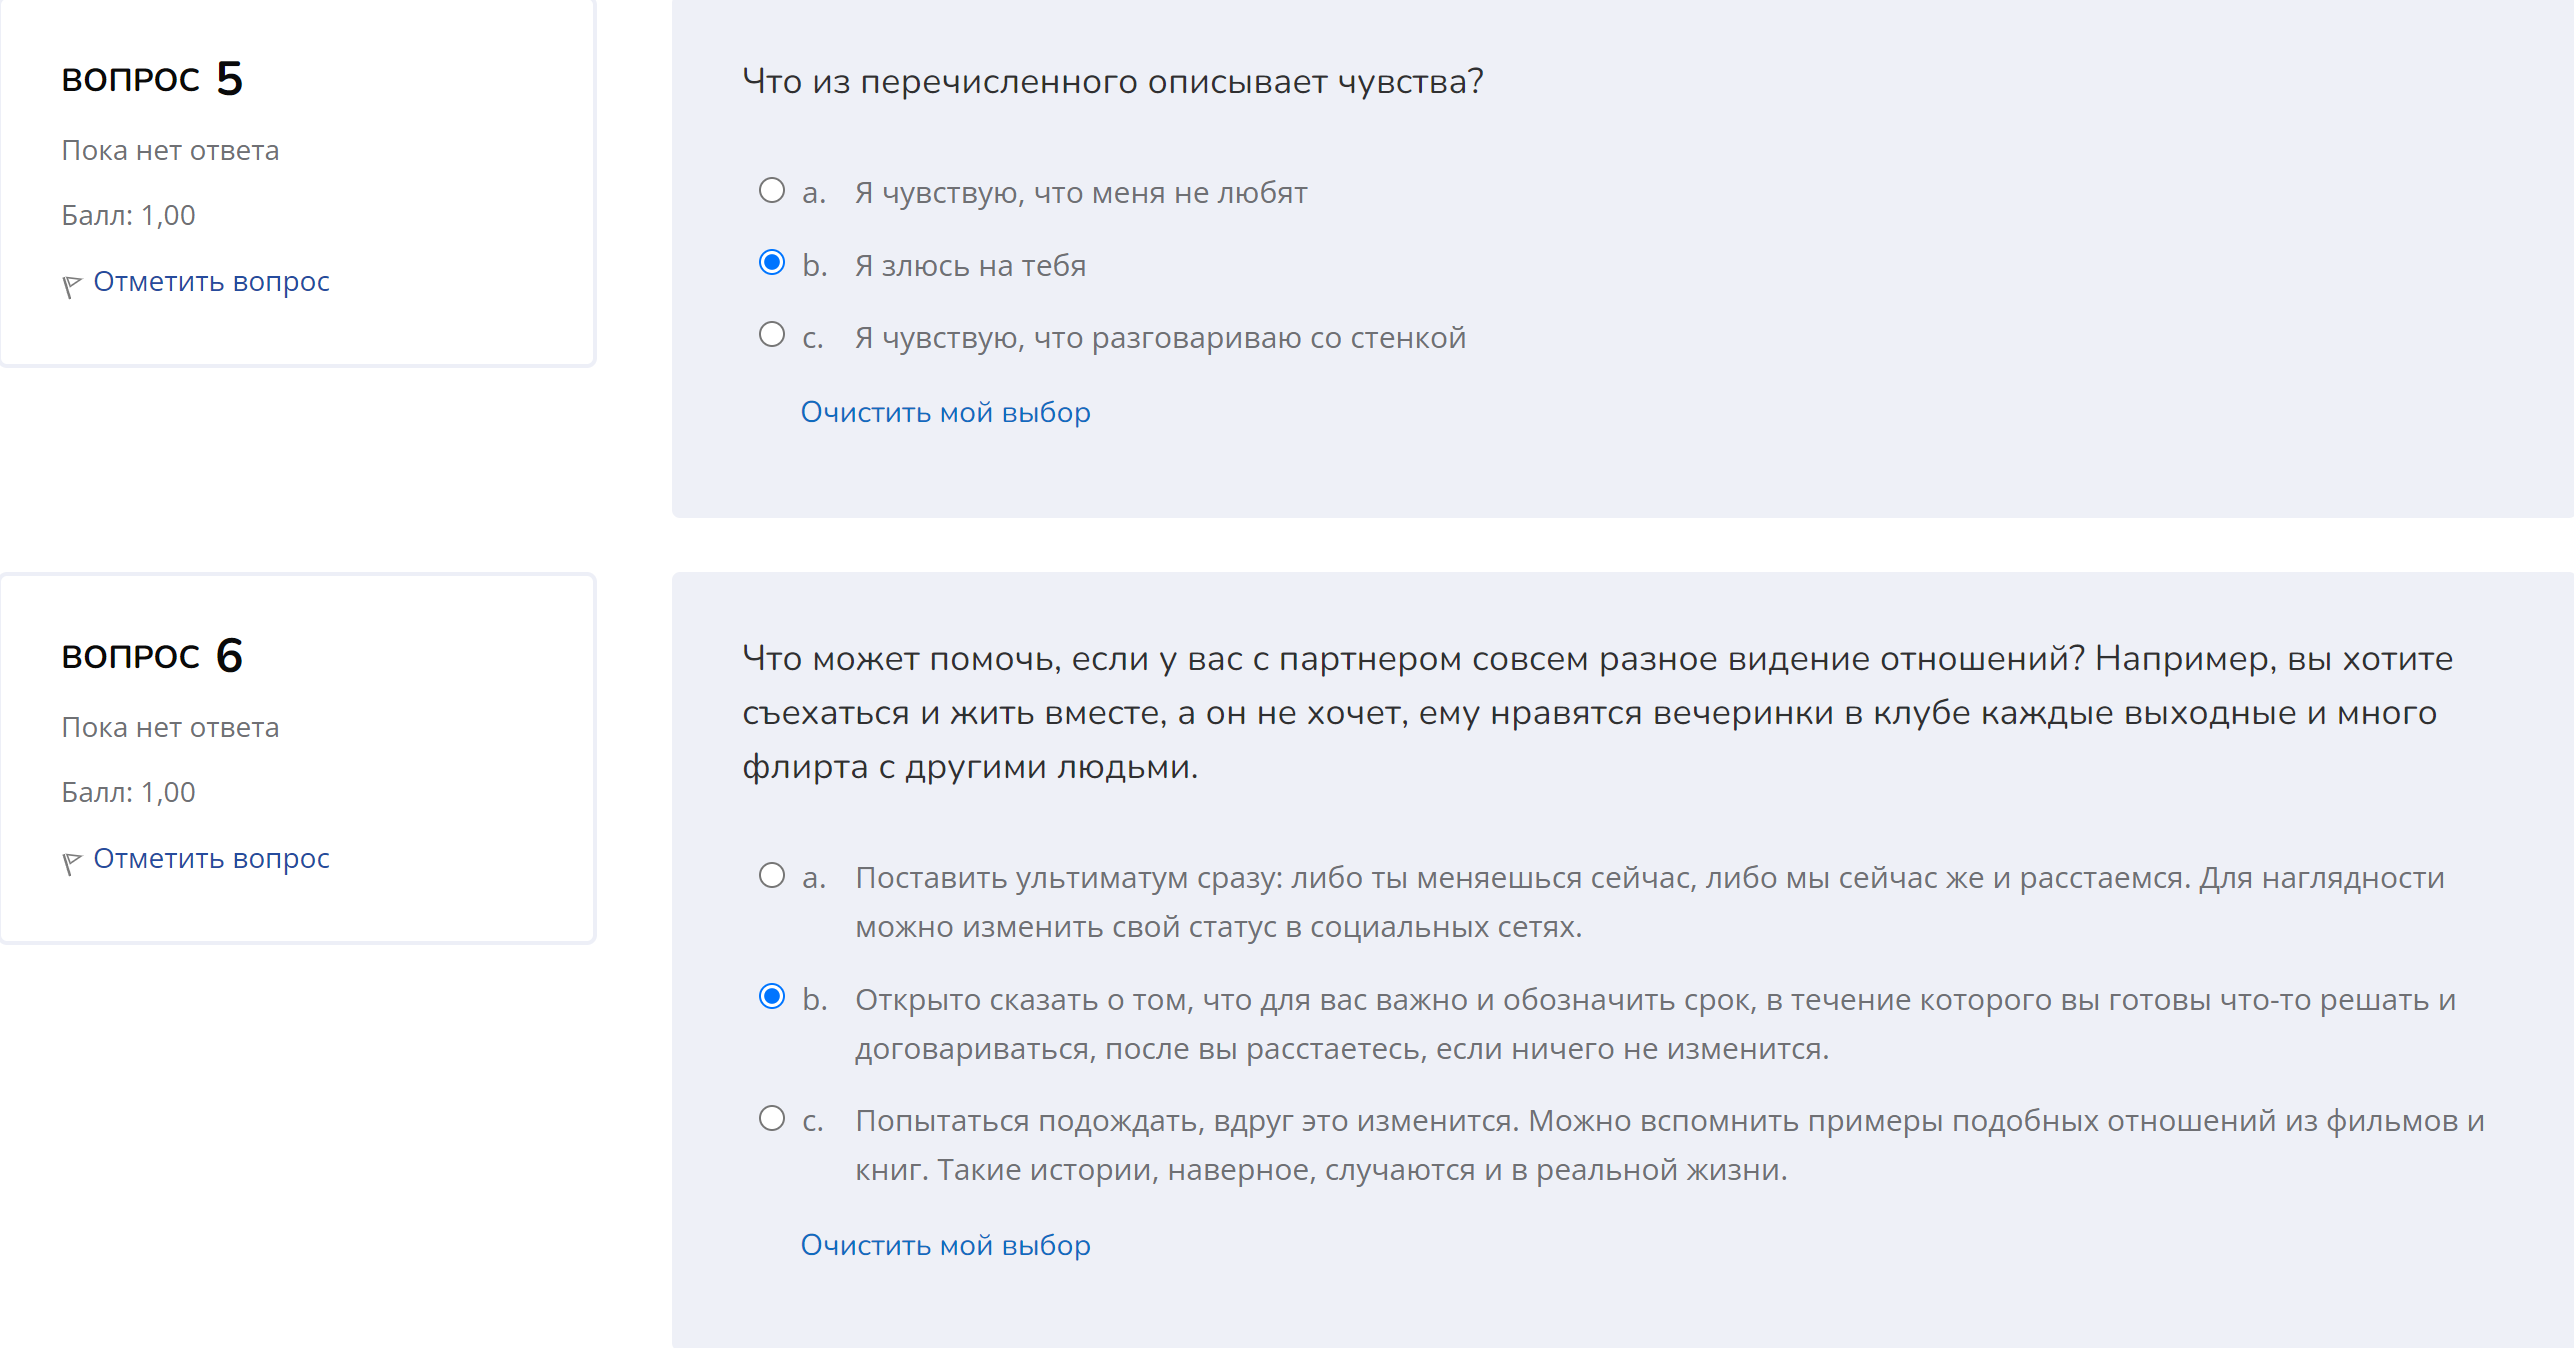 ВОПРОС 5
Пока нет ответа
Балл: 1,00
Отметить вопрос
Что из перечисленного описывает чувства?
a. Я чувствую, что меня не любят
b. Я злюсь на тебя
c. Я чувствую, что разговариваю со стенкой
Очистить мой выбор
ВОПРОС 6
Пока нет ответа
Балл: 1,00
Отметить вопрос
Что может помочь, если у вас с партнером совсем разное видение отношений? Например, вы хотите
съехаться и жить вместе, а он не хочет, ему нравятся вечеринки в клубе каждые выходные и много
флирта с другими людьми.
a. Поставить ультиматум сразу: либо ты меняешься сейчас, либо мы сейчас же и расстаемся. Для наглядности
можно изменить свой статус в социальных сетях.
b. Открыто сказать о том, что для вас важно и обозначить срок, в течение которого вы готовы что-то решать и
договариваться, после вы расстаетесь, если ничего не изменится.
c. Попытаться подождать, вдруг это изменится. Можно вспомнить примеры подобных отношений из фильмов и
книг. Такие истории, наверное, случаются и в реальной жизни.
Очистить мой выбор